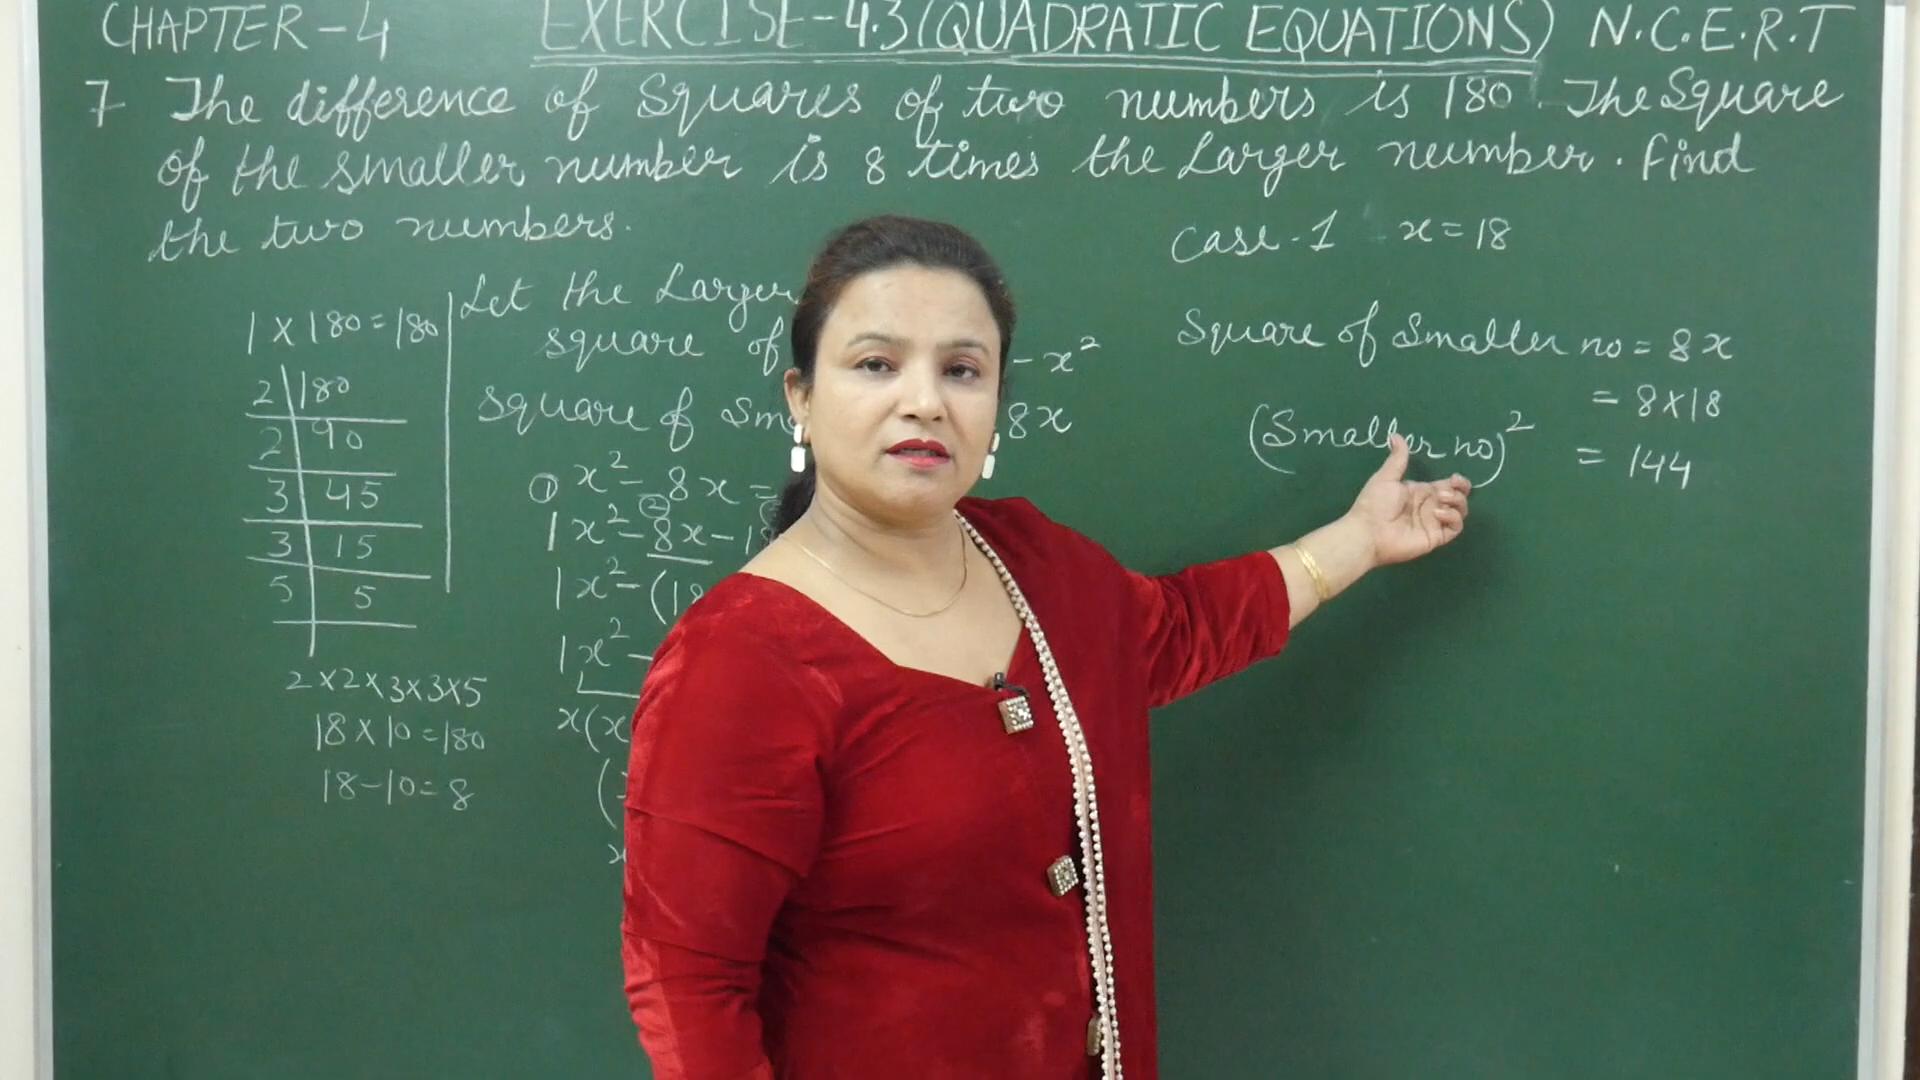 CHAPTER-4 EXERCISE-4.3 (QUADRATIC EQUATIONS) N.C.E.R.T
7 The difference of Squares of two numbers is 180. The Square
of the smaller number is 8 times the Larger number. Find
the two numbers.
1 X 180 = 180
2 180
2 90
3 45
3 15
5 5
2x2x3x3x5
18 X 10 = 180
18-10=8
Let the Larger
square of - x²
square of 8x
① x² - 8x =
②
1x² - 8x - 18
1x² - (18
1x² -
x(x
(
x
Case-1 x = 18
Square of Smaller no = 8x
= 8x18
(Smaller no)² = 144